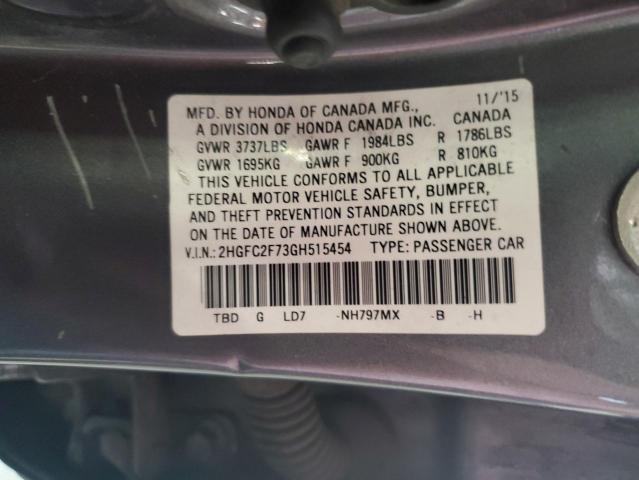 MFD. BY HONDA OF CANADA MFG., 11/'15
A DIVISION OF HONDA CANADA INC. CANADA
GVWR 3737LBS GAWR F 1984LBS R 1786LBS
GVWR 1695KG GAWR F 900KG R 810KG
THIS VEHICLE CONFORMS TO ALL APPLICABLE
FEDERAL MOTOR VEHICLE SAFETY, BUMPER,
AND THEFT PREVENTION STANDARDS IN EFFECT
ON THE DATE OF MANUFACTURE SHOWN ABOVE.
V.I.N.: 2HGFC2F73GH515454 TYPE: PASSENGER CAR
TBD G LD7 -NH797MX -B -H